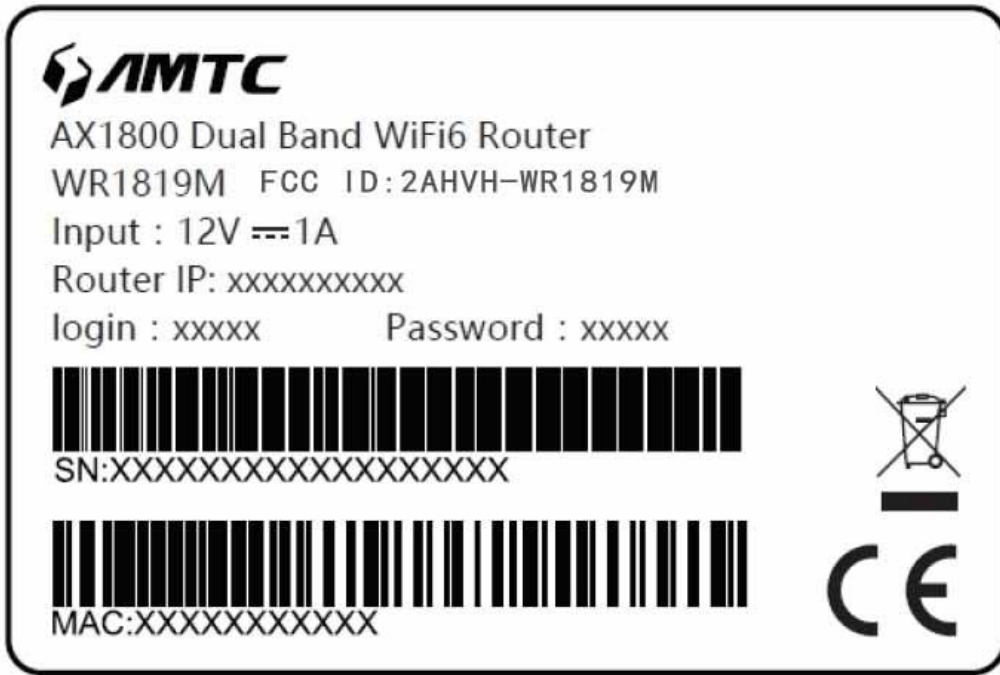 AMTC
AX1800 Dual Band WiFi6 Router
WR1819M FCC ID:2AHVH-WR1819M
Input : 12V ⎓ 1A
Router IP: xxxxxxxxxx
login : xxxxx Password : xxxxx
SN:XXXXXXXXXXXXXXXXXX
MAC:XXXXXXXXXXX
CE